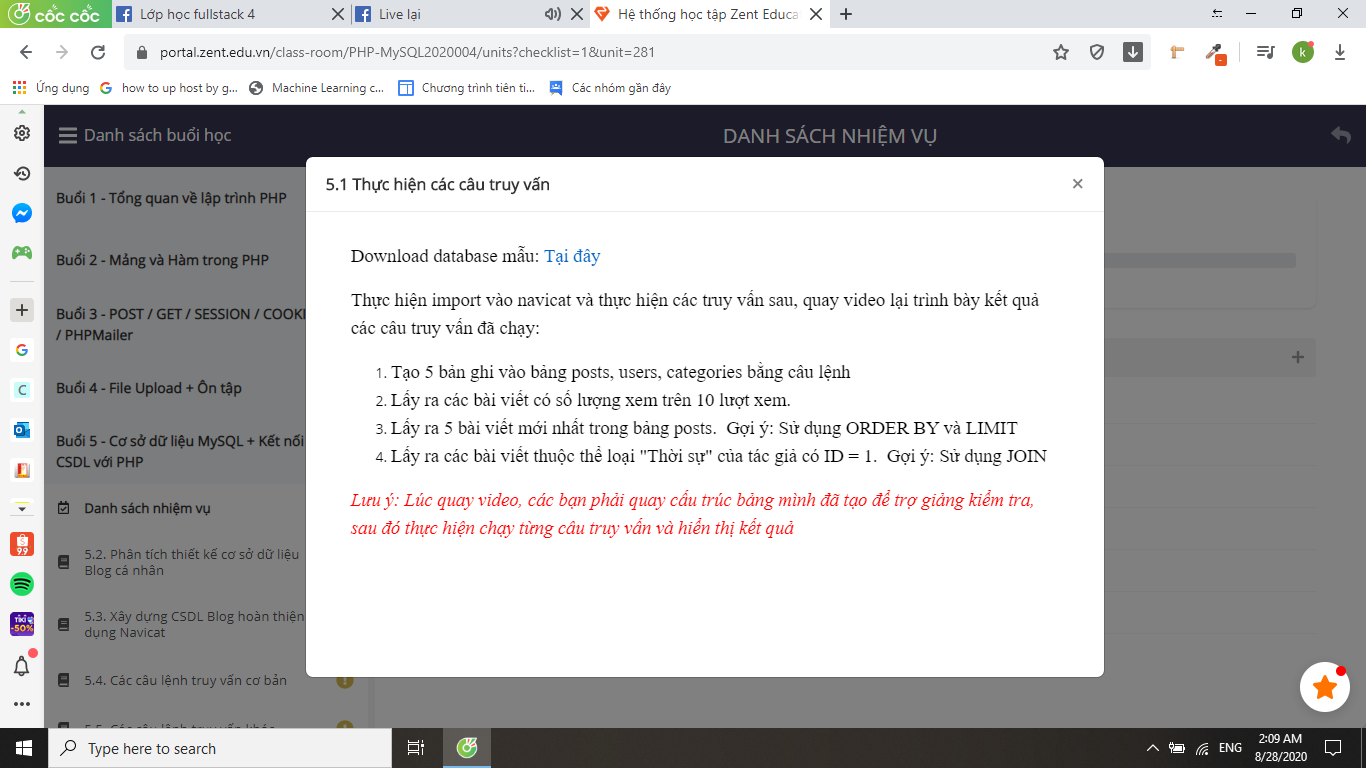 cốc cốc
Lớp học fullstack 4
Live lại
Hệ thống học tập Zent Educa
portal.zent.edu.vn/class-room/PHP-MySQL2020004/units?checklist=1&unit=281
k
Ứng dụng
how to up host by g...
Machine Learning c...
Chương trình tiên ti...
Các nhóm gần đây
Danh sách buổi học
DANH SÁCH NHIỆM VỤ
Buổi 1 - Tổng quan về lập trình PHP
Buổi 2 - Mảng và Hàm trong PHP
Buổi 3 - POST / GET / SESSION / COOKI
/ PHPMailer
Buổi 4 - File Upload + Ôn tập
Buổi 5 - Cơ sở dữ liệu MySQL + Kết nối
CSDL với PHP
Danh sách nhiệm vụ
5.2. Phân tích thiết kế cơ sở dữ liệu
Blog cá nhân
5.3. Xây dựng CSDL Blog hoàn thiện
dụng Navicat
5.4. Các câu lệnh truy vấn cơ bản
5.5. Các câu lệnh truy vấn khác
5.1 Thực hiện các câu truy vấn
Download database mẫu: Tại đây
Thực hiện import vào navicat và thực hiện các truy vấn sau, quay video lại trình bày kết quả
các câu truy vấn đã chạy:
1. Tạo 5 bản ghi vào bảng posts, users, categories bằng câu lệnh
2. Lấy ra các bài viết có số lượng xem trên 10 lượt xem.
3. Lấy ra 5 bài viết mới nhất trong bảng posts. Gợi ý: Sử dụng ORDER BY và LIMIT
4. Lấy ra các bài viết thuộc thể loại "Thời sự" của tác giả có ID = 1. Gợi ý: Sử dụng JOIN
Lưu ý: Lúc quay video, các bạn phải quay cấu trúc bảng mình đã tạo để trợ giảng kiểm tra,
sau đó thực hiện chạy từng câu truy vấn và hiển thị kết quả
C
9.9
TIKI
-50%
Type here to search
ENG
2:09 AM
8/28/2020